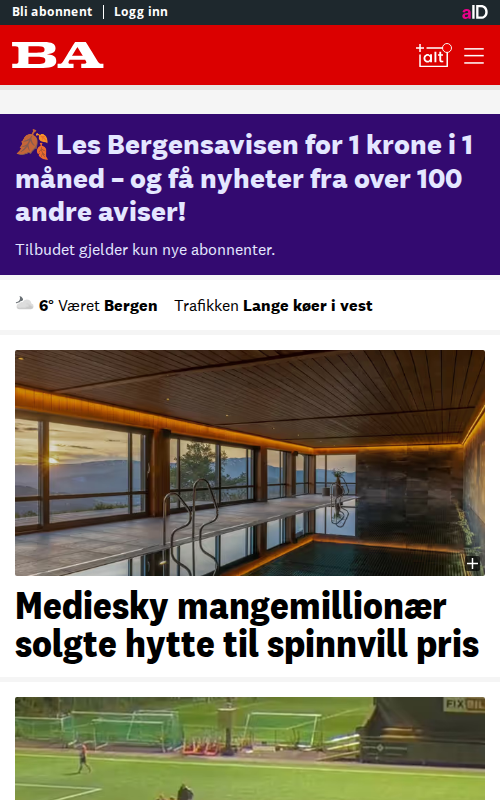 Bli abonnent | Logg inn
aID
BA
+alt
🍂 Les Bergensavisen for 1 krone i 1
måned – og få nyheter fra over 100
andre aviser!
Tilbudet gjelder kun nye abonnenter.
6° Været Bergen Trafikken Lange køer i vest
Mediesky mangemillionær
solgte hytte til spinnvill pris
FIXBIL